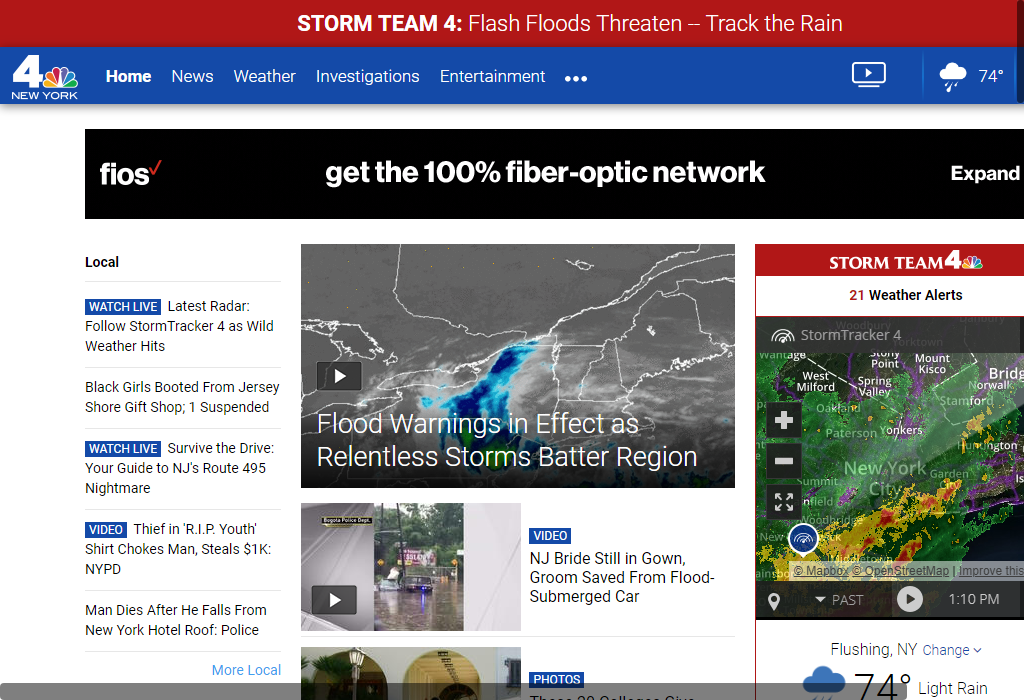 STORM TEAM 4: Flash Floods Threaten -- Track the Rain
4
NEW YORK
Home News Weather Investigations Entertainment
74°
fios
get the 100% fiber-optic network
Expand
Local
WATCH LIVE Latest Radar:
Follow StormTracker 4 as Wild
Weather Hits
Black Girls Booted From Jersey
Shore Gift Shop; 1 Suspended
WATCH LIVE Survive the Drive:
Your Guide to NJ's Route 495
Nightmare
VIDEO Thief in 'R.I.P. Youth'
Shirt Chokes Man, Steals $1K:
NYPD
Man Dies After He Falls From
New York Hotel Roof: Police
More Local
Flood Warnings in Effect as
Relentless Storms Batter Region
Bogota Police Dept.
VIDEO
NJ Bride Still in Gown,
Groom Saved From Flood-
Submerged Car
PHOTOS
STORM TEAM 4
21 Weather Alerts
StormTracker 4
Yorktown
Wantage
Stony
Point
Mount
Kisco
West
Milford
Spring
Valley
Bridg
Norwalk
Stamford
Oakland
Paterson
Yonkers
Huntington
New York
City
Garden
Summit
nfield
Woodbridge
New
Middletown
© Mapbox © OpenStreetMap | Improve this
PAST
1:10 PM
Flushing, NY Change
74° Light Rain